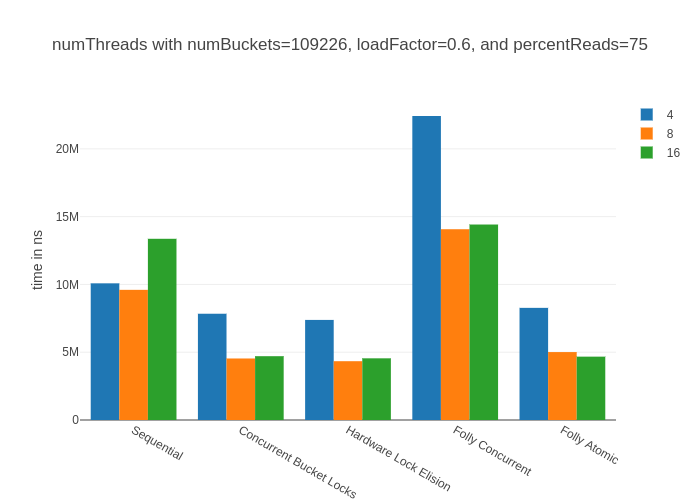 numThreads with numBuckets=109226, loadFactor=0.6, and percentReads=75
4
8
16
20M
15M
10M
5M
0
time in ns
Sequential
Concurrent Bucket Locks
Hardware Lock Elision
Folly Concurrent
Folly Atomic